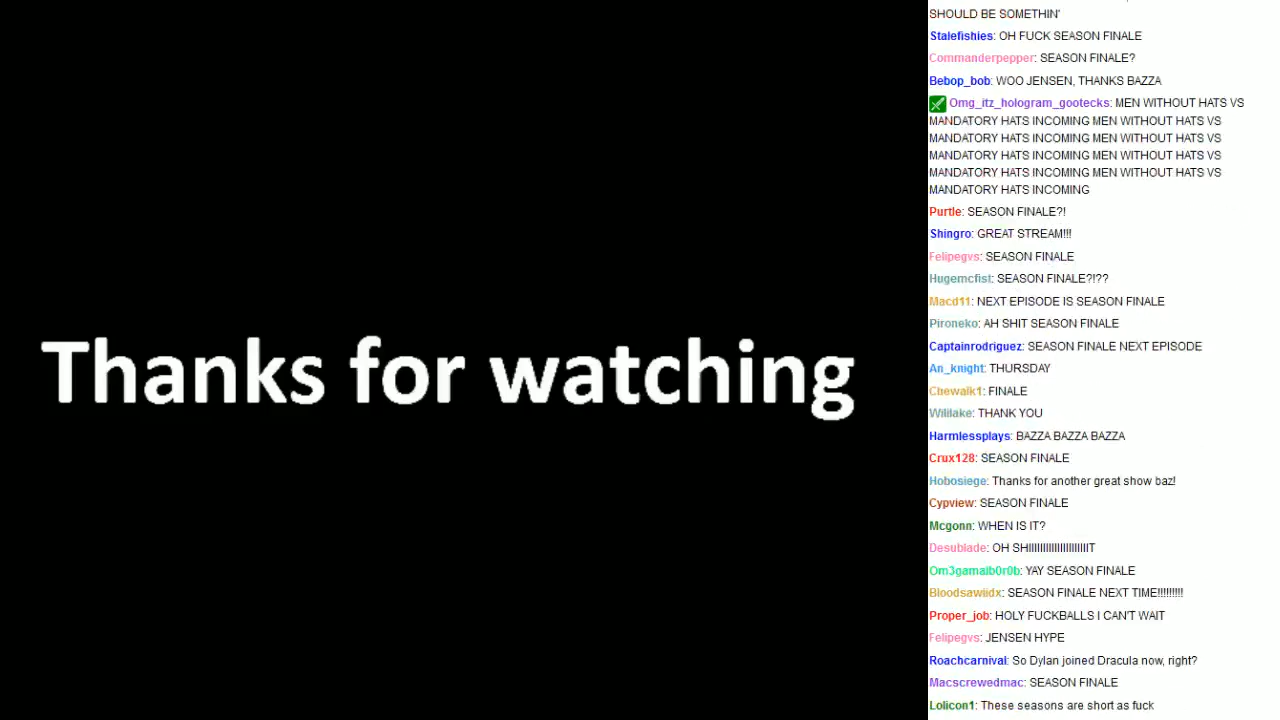 Thanks for watching
SHOULD BE SOMETHIN'
Stalefishies: OH FUCK SEASON FINALE
Commanderpepper: SEASON FINALE?
Bebop_bob: WOO JENSEN, THANKS BAZZA
Omg_itz_hologram_gootecks: MEN WITHOUT HATS VS
MANDATORY HATS INCOMING MEN WITHOUT HATS VS
MANDATORY HATS INCOMING MEN WITHOUT HATS VS
MANDATORY HATS INCOMING MEN WITHOUT HATS VS
MANDATORY HATS INCOMING MEN WITHOUT HATS VS
MANDATORY HATS INCOMING
Purtle: SEASON FINALE?!
Shingro: GREAT STREAM!!!
Felipegvs: SEASON FINALE
Hugemcfist: SEASON FINALE?!??
Macd11: NEXT EPISODE IS SEASON FINALE
Pironeko: AH SHIT SEASON FINALE
Captainrodriguez: SEASON FINALE NEXT EPISODE
An_knight: THURSDAY
Chewalk1: FINALE
Wililake: THANK YOU
Harmlessplays: BAZZA BAZZA BAZZA
Crux128: SEASON FINALE
Hobosiege: Thanks for another great show baz!
Cypview: SEASON FINALE
Mcgonn: WHEN IS IT?
Desublade: OH SHIIIIIIIIIIIIIIIIIIIIIT
Om3gamaib0r0b: YAY SEASON FINALE
Bloodsawiidx: SEASON FINALE NEXT TIME!!!!!!!!!
Proper_job: HOLY FUCKBALLS I CAN'T WAIT
Felipegvs: JENSEN HYPE
Roachcarnival: So Dylan joined Dracula now, right?
Macscrewedmac: SEASON FINALE
Lolicon1: These seasons are short as fuck